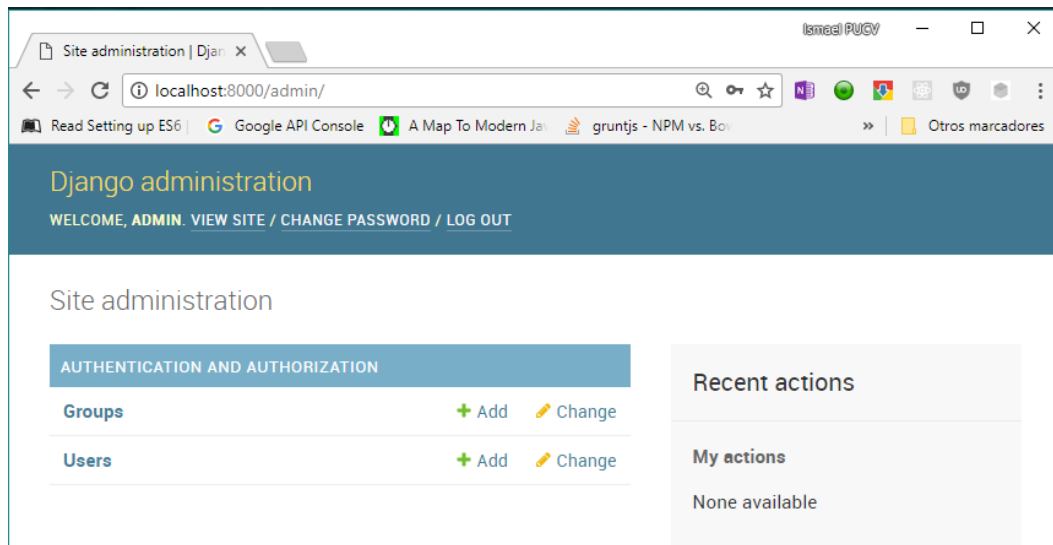 Ismael PUCV
Site administration | Djan
localhost:8000/admin/
Read Setting up ES6 Google API Console A Map To Modern Ja gruntjs - NPM vs. Bow » Otros marcadores
Django administration
WELCOME, ADMIN. VIEW SITE / CHANGE PASSWORD / LOG OUT
Site administration
AUTHENTICATION AND AUTHORIZATION
Groups + Add Change
Users + Add Change
Recent actions
My actions
None available